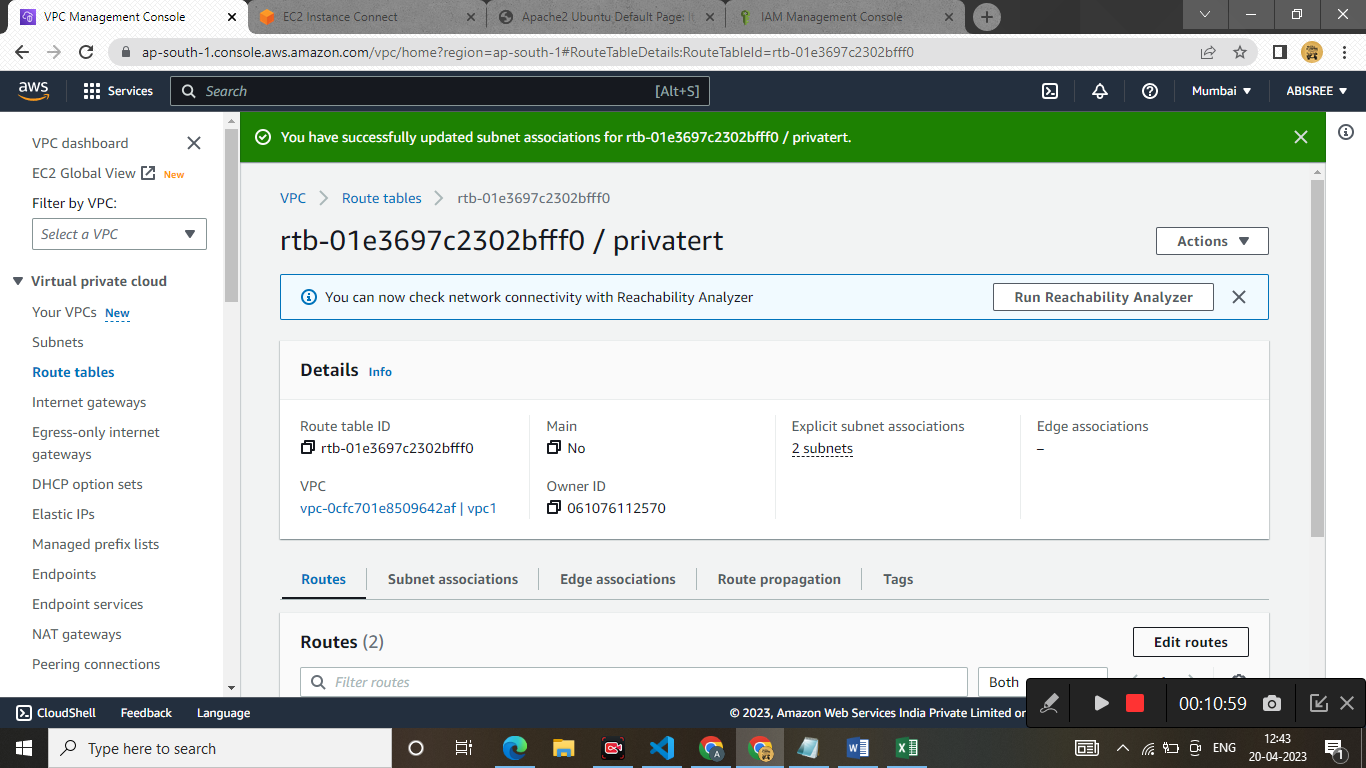 VPC Management Console
EC2 Instance Connect
Apache2 Ubuntu Default Page: It
IAM Management Console
ap-south-1.console.aws.amazon.com/vpc/home?region=ap-south-1#RouteTableDetails:RouteTableId=rtb-01e3697c2302bfff0
aws
Services
Search
[Alt+S]
Mumbai
ABISREE
VPC dashboard
EC2 Global View New
Filter by VPC:
Select a VPC
Virtual private cloud
Your VPCs New
Subnets
Route tables
Internet gateways
Egress-only internet
gateways
DHCP option sets
Elastic IPs
Managed prefix lists
Endpoints
Endpoint services
NAT gateways
Peering connections
You have successfully updated subnet associations for rtb-01e3697c2302bfff0 / privatert.
VPC
Route tables
rtb-01e3697c2302bfff0
rtb-01e3697c2302bfff0 / privatert
Actions
You can now check network connectivity with Reachability Analyzer
Run Reachability Analyzer
Details Info
Route table ID
rtb-01e3697c2302bfff0
Main
No
Explicit subnet associations
2 subnets
Edge associations
–
VPC
vpc-0cfc701e8509642af | vpc1
Owner ID
061076112570
Routes
Subnet associations
Edge associations
Route propagation
Tags
Routes (2)
Edit routes
Filter routes
Both
00:10:59
CloudShell
Feedback
Language
© 2023, Amazon Web Services India Private Limited or
Type here to search
ENG
12:43
20-04-2023
1